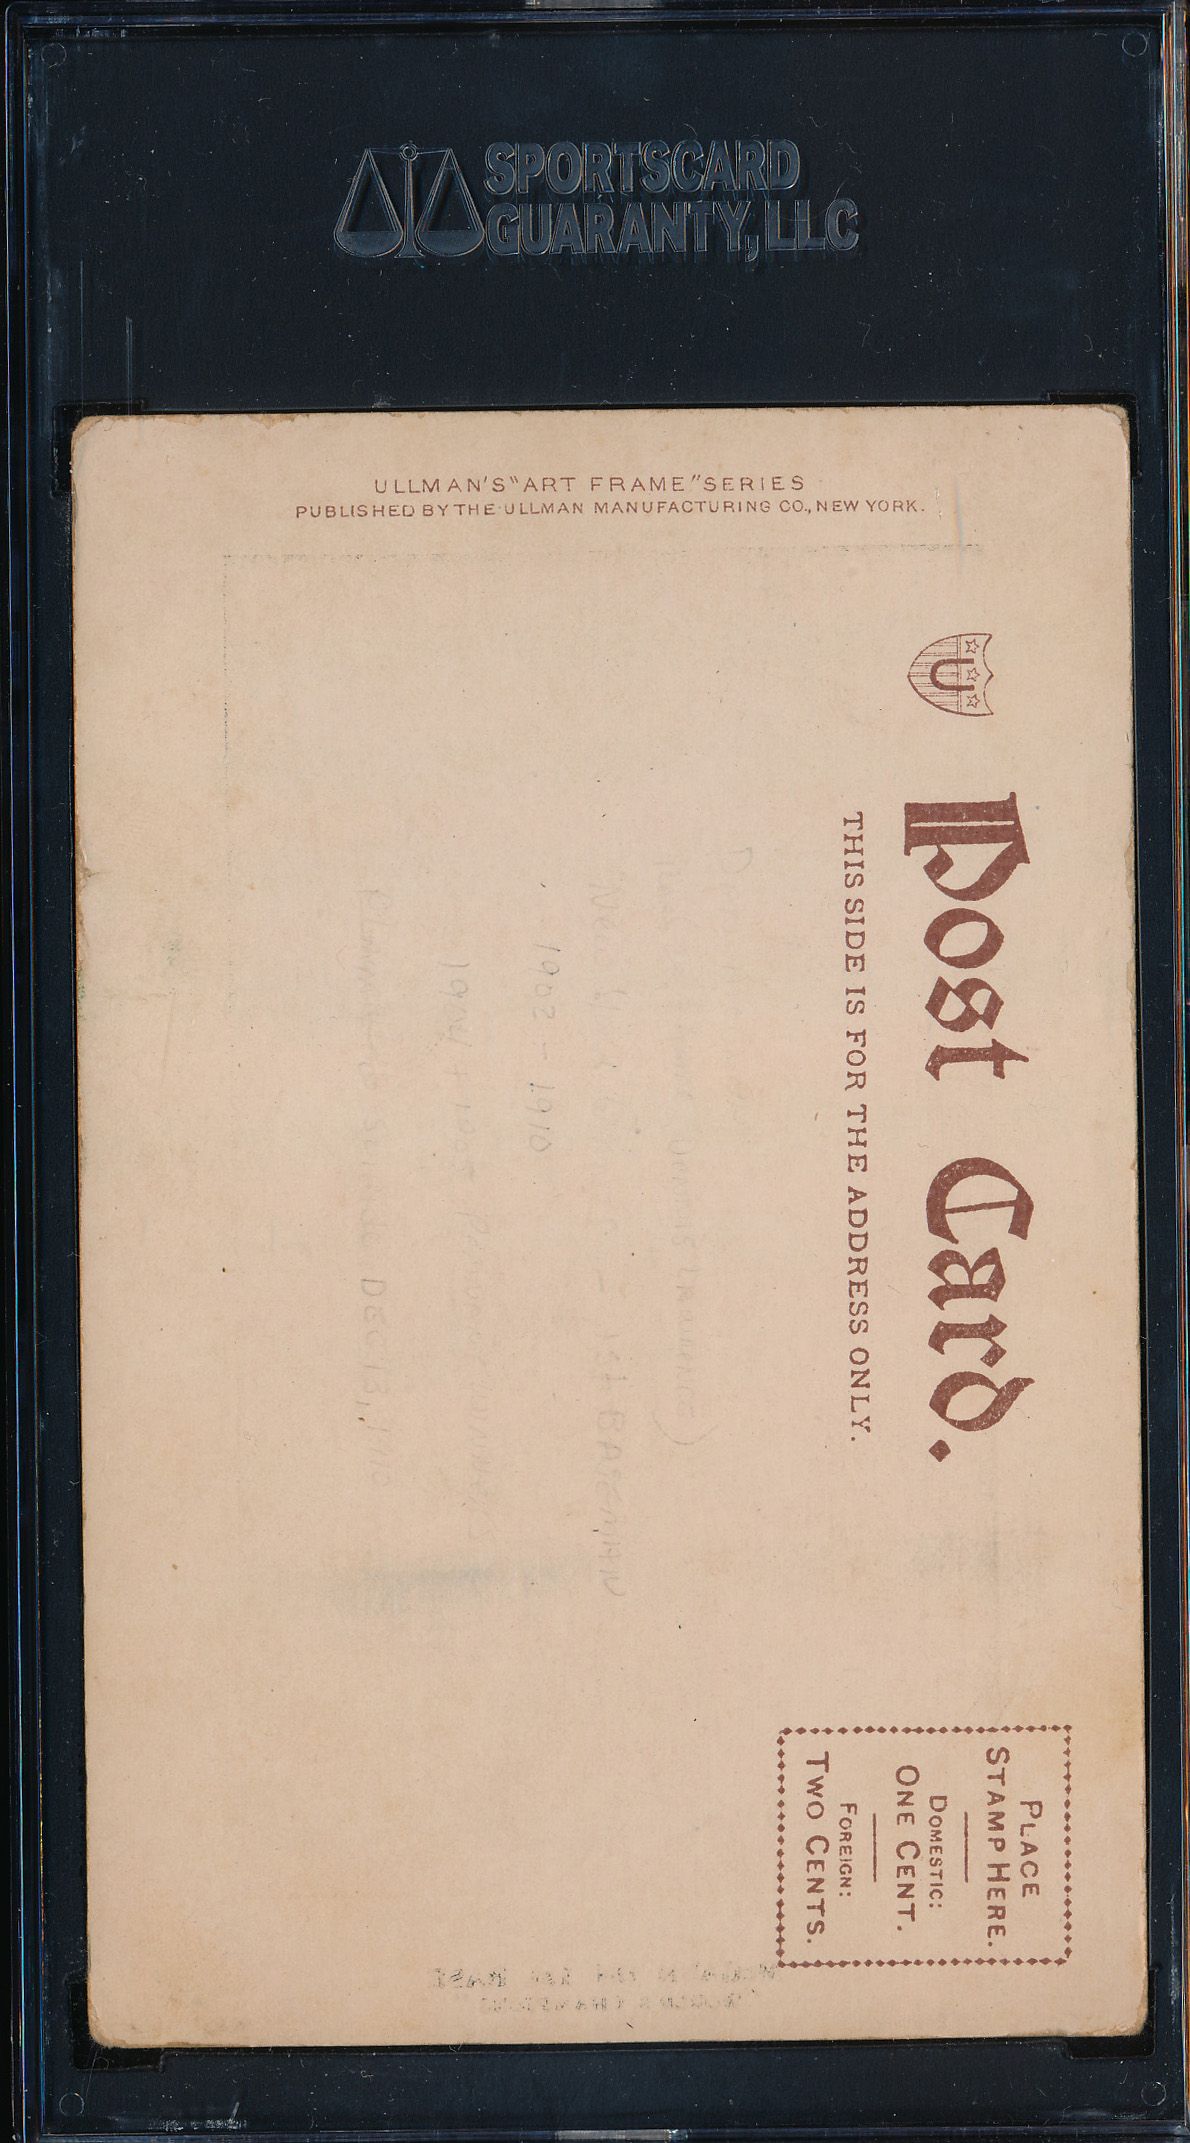 SPORTSCARD
GUARANTY, LLC
ULLMAN'S "ART FRAME" SERIES
PUBLISHED BY THE ULLMAN MANUFACTURING CO., NEW YORK.
U
Post Card.
THIS SIDE IS FOR THE ADDRESS ONLY.
PLACE
STAMP HERE.
DOMESTIC:
ONE CENT.
FOREIGN:
TWO CENTS.
1902 - 1910